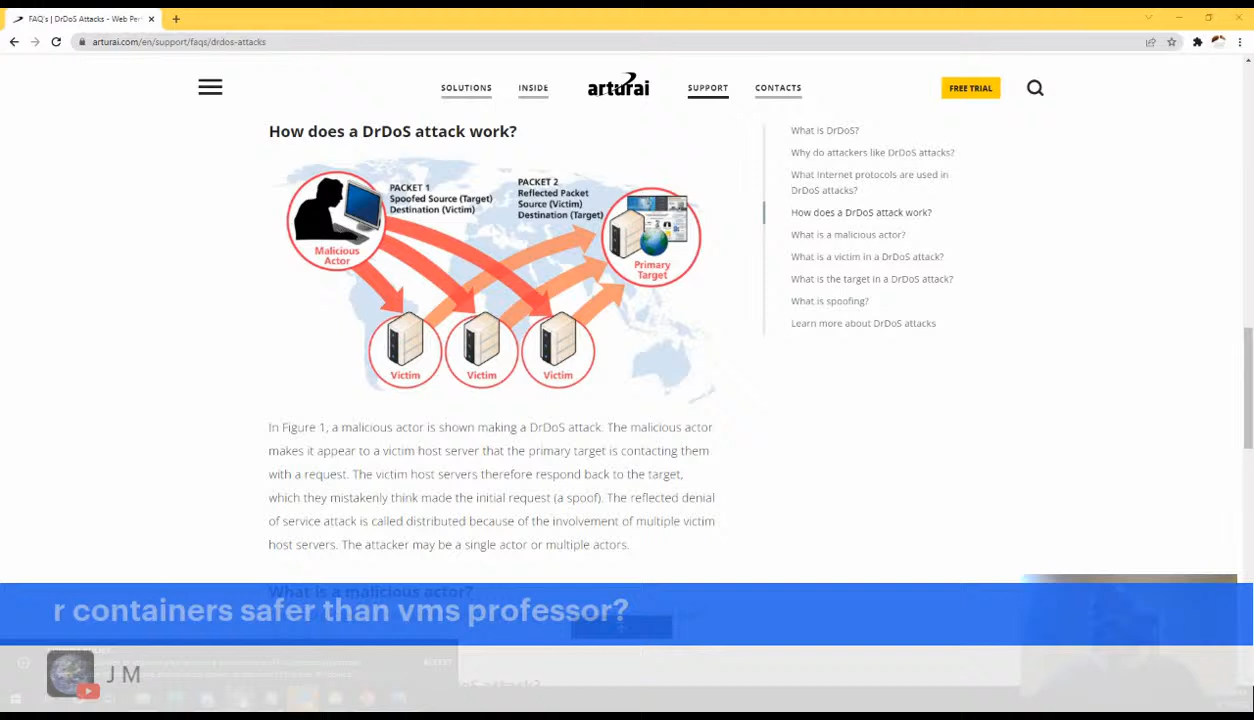 FAQ's | DrDoS Attacks - Web Per
arturai.com/en/support/faqs/drdos-attacks
SOLUTIONS
INSIDE
arturai
SUPPORT
CONTACTS
FREE TRIAL
How does a DrDoS attack work?
PACKET 1
Spoofed Source (Target)
Destination (Victim)
PACKET 2
Reflected Packet
Source (Victim)
Destination (Target)
Malicious
Actor
Primary
Target
Victim
Victim
Victim
In Figure 1, a malicious actor is shown making a DrDoS attack. The malicious actor
makes it appear to a victim host server that the primary target is contacting them
with a request. The victim host servers therefore respond back to the target,
which they mistakenly think made the initial request (a spoof). The reflected denial
of service attack is called distributed because of the involvement of multiple victim
host servers. The attacker may be a single actor or multiple actors.
What is DrDoS?
Why do attackers like DrDoS attacks?
What Internet protocols are used in
DrDoS attacks?
How does a DrDoS attack work?
What is a malicious actor?
What is a victim in a DrDoS attack?
What is the target in a DrDoS attack?
What is spoofing?
Learn more about DrDoS attacks
What is a malicious actor?
r containers safer than vms professor?
J M